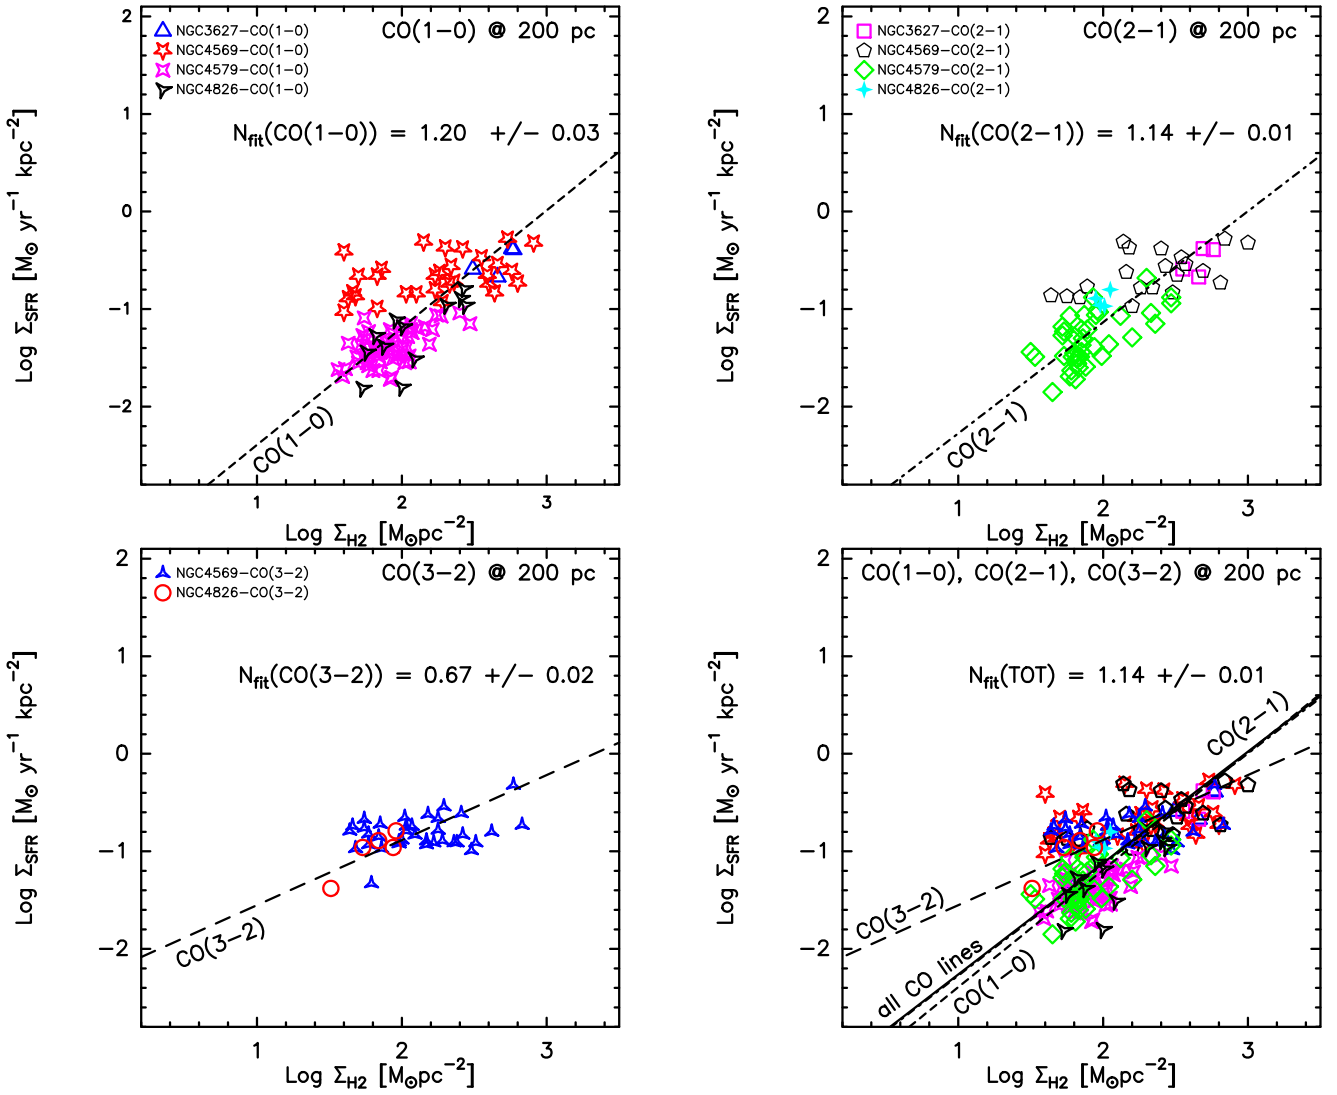 CO(1−0) @ 200 pc
NGC3627−CO(1−0)
NGC4569−CO(1−0)
NGC4579−CO(1−0)
NGC4826−CO(1−0)
N_fit(CO(1−0)) = 1.20 +/− 0.03
CO(1−0)
2
1
0
−1
−2
1 2 3
Log Σ_SFR [M⊙ yr^−1 kpc^−2]
Log Σ_H2 [M⊙pc^−2]
CO(2−1) @ 200 pc
NGC3627−CO(2−1)
NGC4569−CO(2−1)
NGC4579−CO(2−1)
NGC4826−CO(2−1)
N_fit(CO(2−1)) = 1.14 +/− 0.01
CO(2−1)
2
1
0
−1
−2
1 2 3
Log Σ_SFR [M⊙ yr^−1 kpc^−2]
Log Σ_H2 [M⊙pc^−2]
CO(3−2) @ 200 pc
NGC4569−CO(3−2)
NGC4826−CO(3−2)
N_fit(CO(3−2)) = 0.67 +/− 0.02
CO(3−2)
2
1
0
−1
−2
1 2 3
Log Σ_SFR [M⊙ yr^−1 kpc^−2]
Log Σ_H2 [M⊙pc^−2]
CO(1−0), CO(2−1), CO(3−2) @ 200 pc
N_fit(TOT) = 1.14 +/− 0.01
CO(2−1)
CO(3−2)
all CO lines
CO(1−0)
2
1
0
−1
−2
1 2 3
Log Σ_SFR [M⊙ yr^−1 kpc^−2]
Log Σ_H2 [M⊙pc^−2]